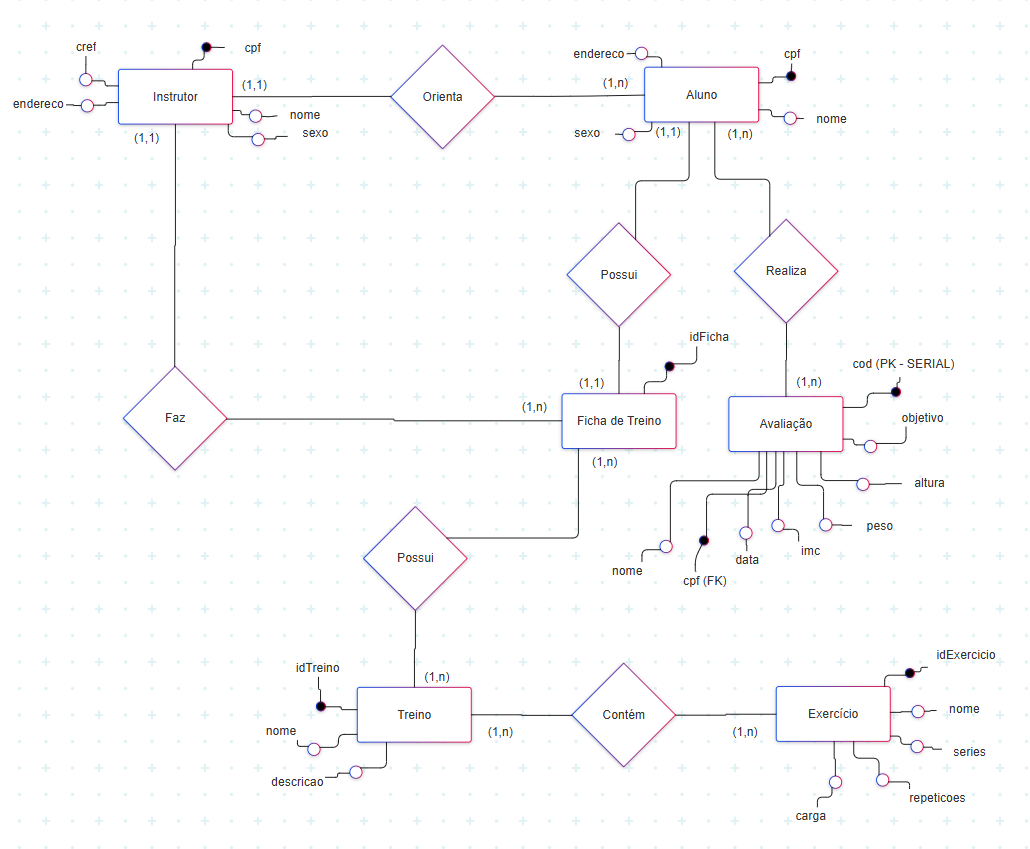 cref
cpf
endereco
Instrutor
(1,1)
nome
sexo
(1,1)
Orienta
endereco
cpf
(1,n)
Aluno
nome
sexo
(1,1)
(1,n)
Possui
Realiza
idFicha
(1,1)
(1,n)
cod (PK - SERIAL)
Faz
(1,n)
Ficha de Treino
Avaliação
objetivo
(1,n)
altura
peso
imc
data
nome
cpf (FK)
Possui
idTreino
(1,n)
idExercicio
Treino
Contém
Exercício
nome
nome
(1,n)
(1,n)
series
descricao
repeticoes
carga